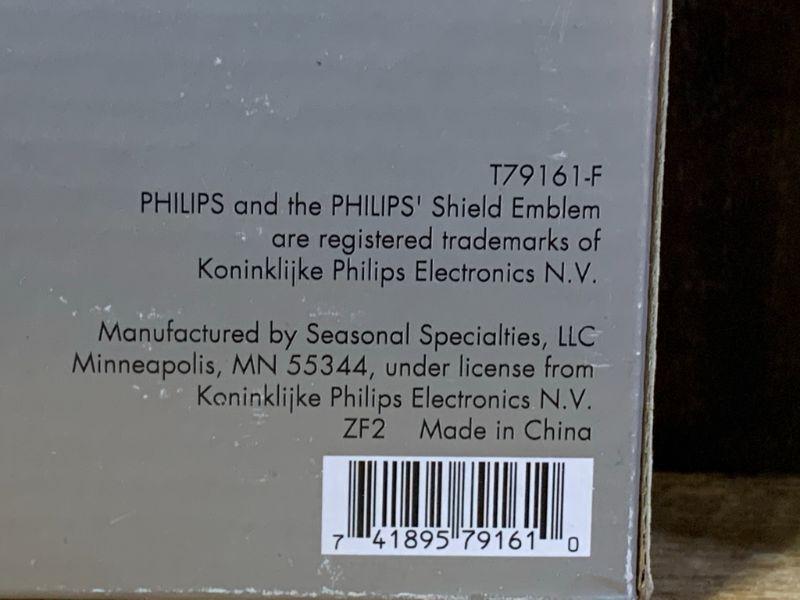 T79161-F
PHILIPS and the PHILIPS' Shield Emblem
are registered trademarks of
Koninklijke Philips Electronics N.V.
Manufactured by Seasonal Specialties, LLC
Minneapolis, MN 55344, under license from
Koninklijke Philips Electronics N.V.
ZF2 Made in China
7 41895 79161 0